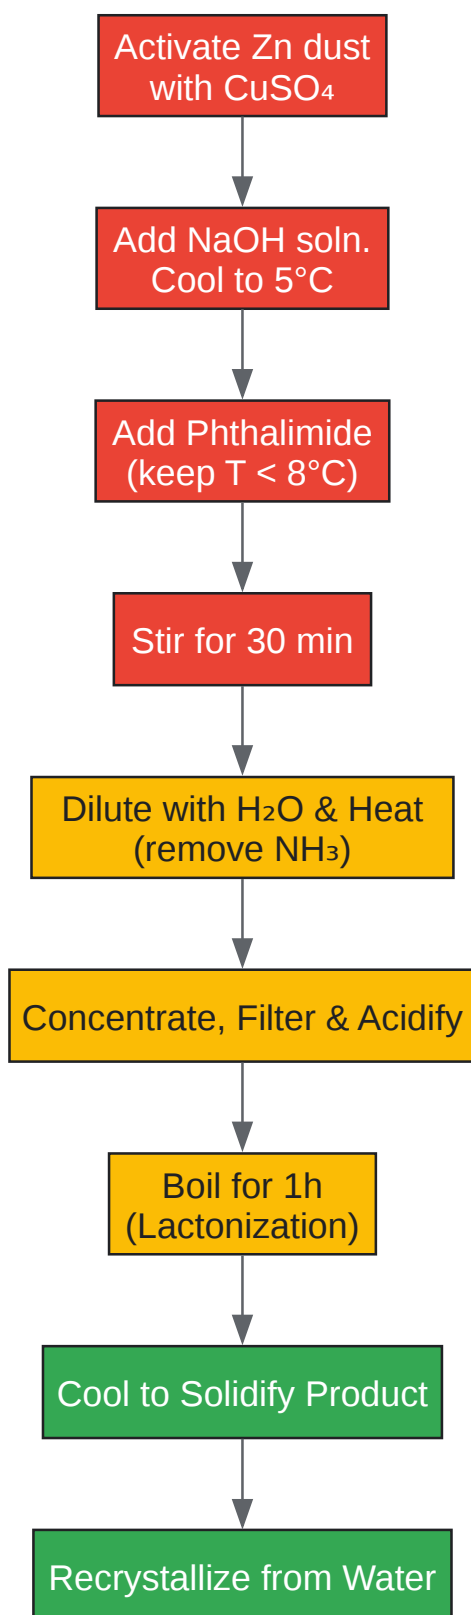 Activate Zn dust
with CuSO₄
Add NaOH soln.
Cool to 5°C
Add Phthalimide
(keep T < 8°C)
Stir for 30 min
Dilute with H₂O & Heat
(remove NH₃)
Concentrate, Filter & Acidify
Boil for 1h
(Lactonization)
Cool to Solidify Product
Recrystallize from Water